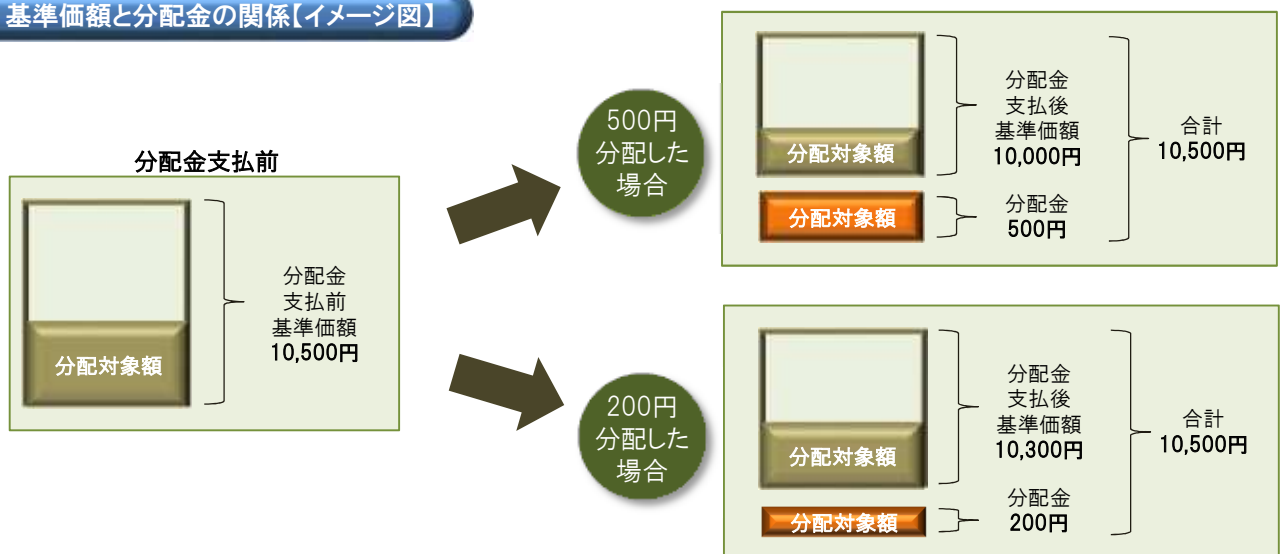 基準価額と分配金の関係【イメージ図】
分配金支払前
分配対象額
分配金
支払前
基準価額
10,500円
500円
分配した
場合
分配対象額
分配金
支払後
基準価額
10,000円
分配対象額
分配金
500円
合計
10,500円
200円
分配した
場合
分配対象額
分配金
支払後
基準価額
10,300円
分配対象額
分配金
200円
合計
10,500円